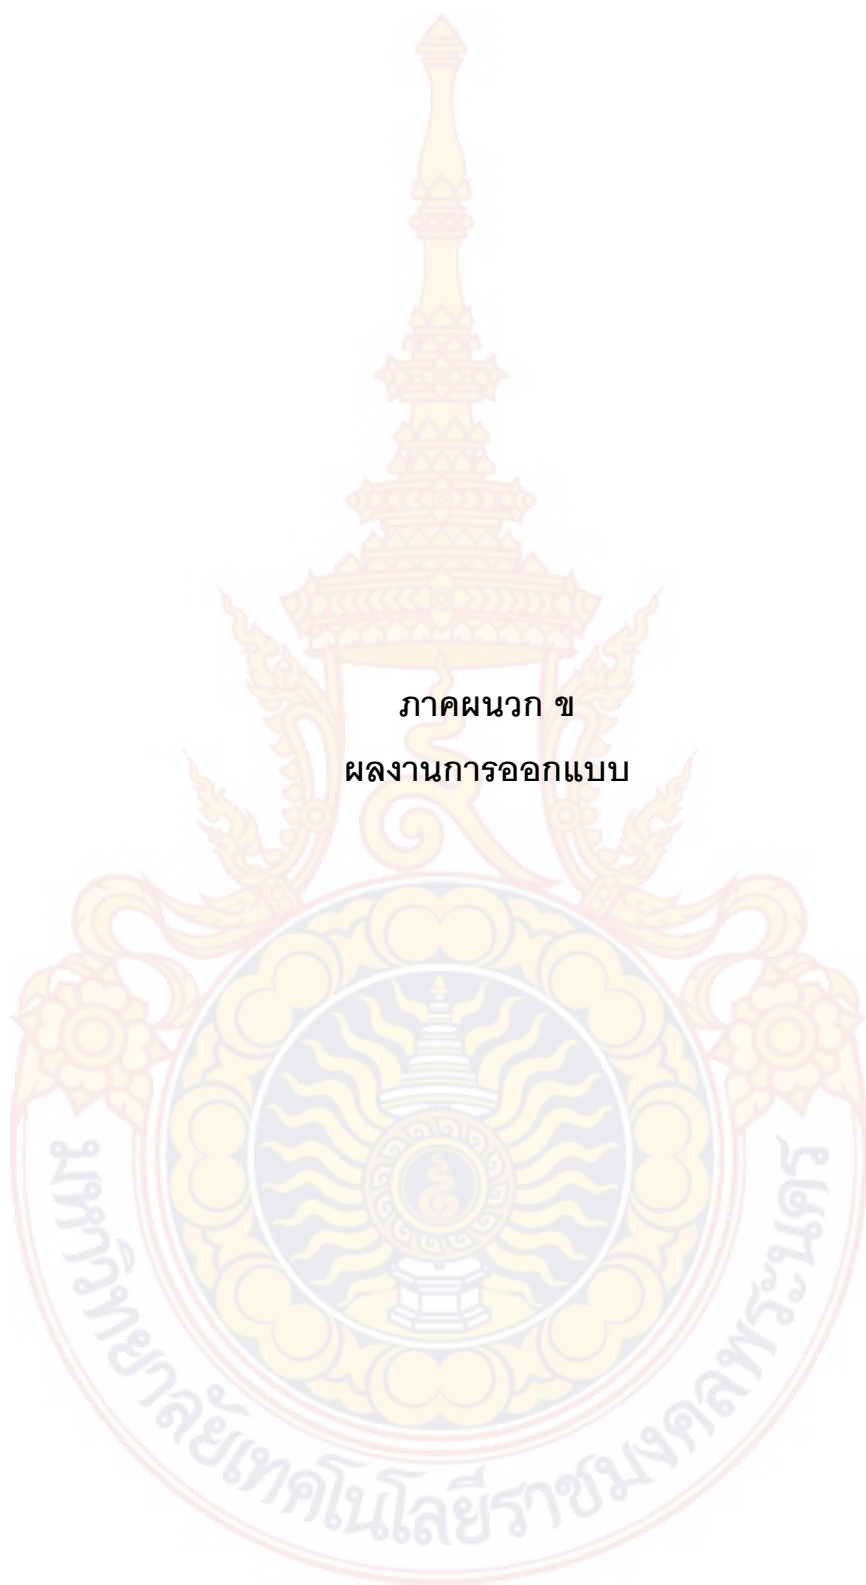 ภาคผนวก ข
ผลงานการออกแบบ
มหาวิทยาลัยเทคโนโลยีราชมงคลพระนคร